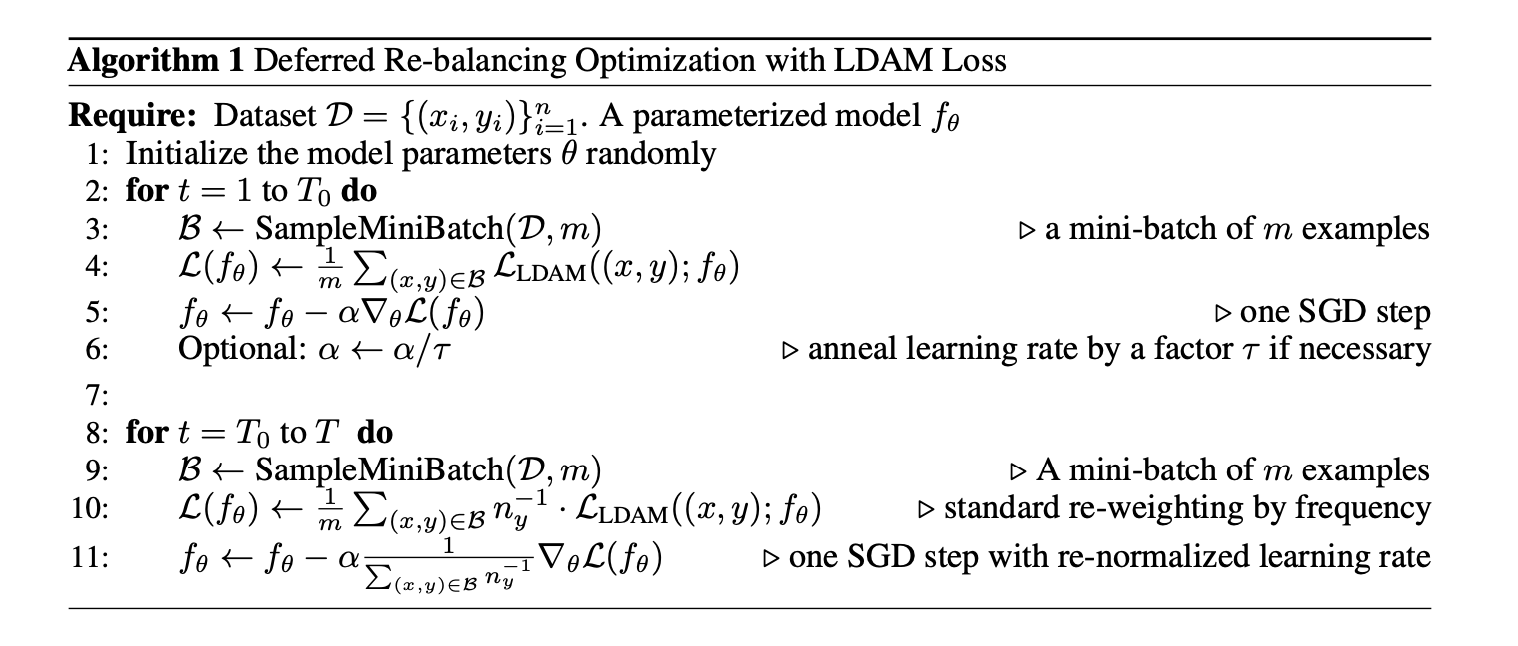 Algorithm 1 Deferred Re-balancing Optimization with LDAM Loss
Require: Dataset $\mathcal{D} = \{(x_i, y_i)\}_{i=1}^n$. A parameterized model $f_\theta$
1: Initialize the model parameters $\theta$ randomly
2: for $t = 1$ to $T_0$ do
3: $\mathcal{B} \leftarrow$ SampleMiniBatch$(\mathcal{D}, m)$ ▷ a mini-batch of $m$ examples
4: $\mathcal{L}(f_\theta) \leftarrow \frac{1}{m} \sum_{(x,y)\in\mathcal{B}} \mathcal{L}_{\text{LDAM}}((x, y); f_\theta)$
5: $f_\theta \leftarrow f_\theta - \alpha \nabla_\theta \mathcal{L}(f_\theta)$ ▷ one SGD step
6: Optional: $\alpha \leftarrow \alpha/\tau$ ▷ anneal learning rate by a factor $\tau$ if necessary
7:
8: for $t = T_0$ to $T$ do
9: $\mathcal{B} \leftarrow$ SampleMiniBatch$(\mathcal{D}, m)$ ▷ A mini-batch of $m$ examples
10: $\mathcal{L}(f_\theta) \leftarrow \frac{1}{m} \sum_{(x,y)\in\mathcal{B}} n_y^{-1} \cdot \mathcal{L}_{\text{LDAM}}((x, y); f_\theta)$ ▷ standard re-weighting by frequency
11: $f_\theta \leftarrow f_\theta - \alpha \frac{1}{\sum_{(x,y)\in\mathcal{B}} n_y^{-1}} \nabla_\theta \mathcal{L}(f_\theta)$ ▷ one SGD step with re-normalized learning rate